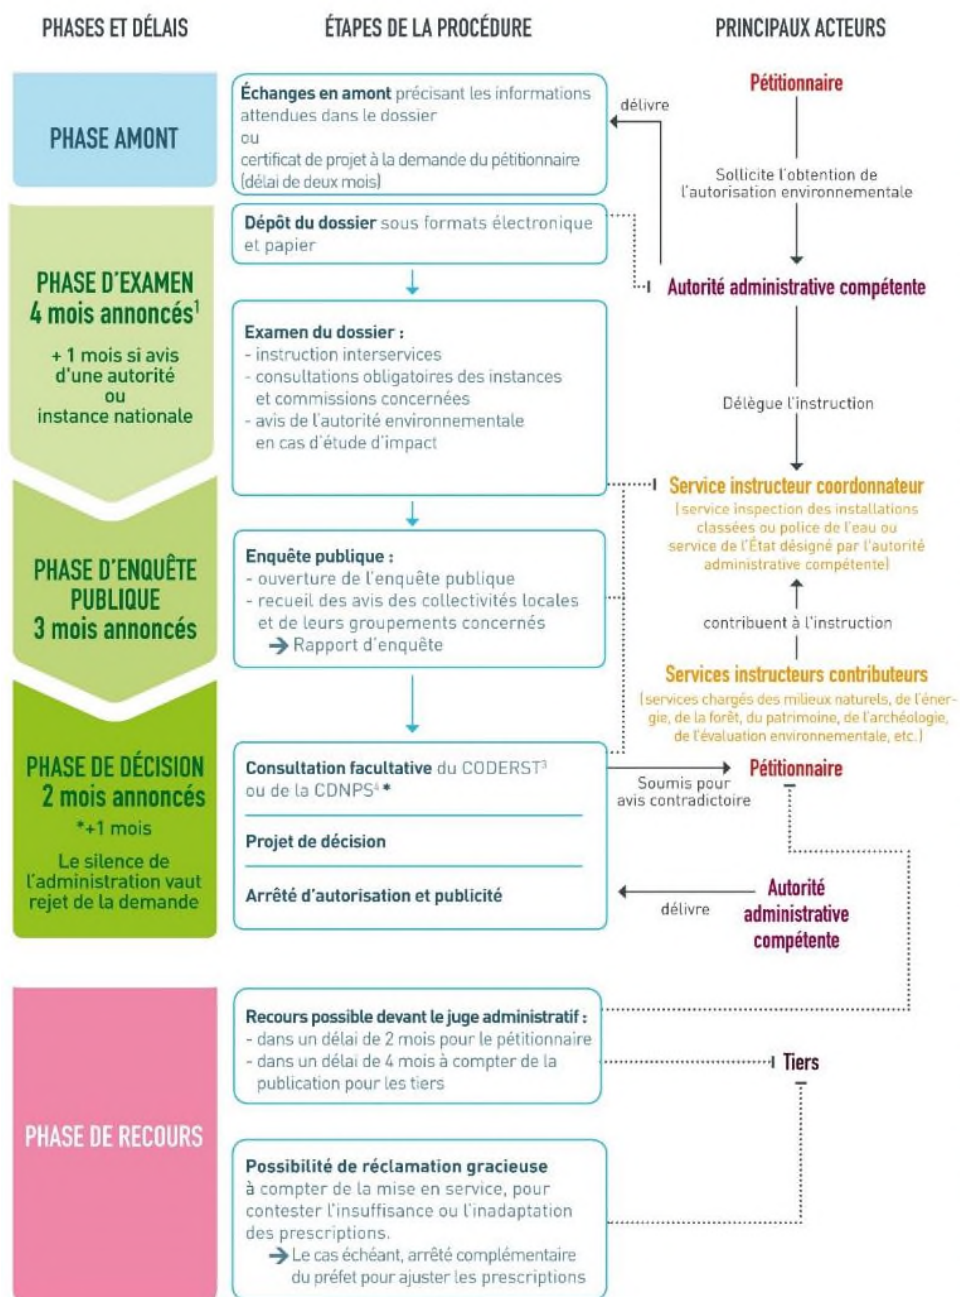 PHASES ET DÉLAIS
ÉTAPES DE LA PROCÉDURE
PRINCIPAUX ACTEURS
PHASE AMONT
Échanges en amont précisant les informations
attendues dans le dossier
ou
certificat de projet à la demande du pétitionnaire
(délai de deux mois)
délivre
Pétitionnaire
Sollicite l'obtention de
l'autorisation environnementale
PHASE D'EXAMEN
4 mois annoncés¹
+ 1 mois si avis
d'une autorité
ou
instance nationale
Dépôt du dossier sous formats électronique
et papier
Autorité administrative compétente
Examen du dossier :
- instruction interservices
- consultations obligatoires des instances
et commissions concernées
- avis de l'autorité environnementale
en cas d'étude d'impact
Délègue l'instruction
Service instructeur coordonnateur
(service inspection des installations
classées ou police de l'eau ou
service de l'État désigné par l'autorité
administrative compétente)
PHASE D'ENQUÊTE
PUBLIQUE
3 mois annoncés
Enquête publique :
- ouverture de l'enquête publique
- recueil des avis des collectivités locales
et de leurs groupements concernés
→ Rapport d'enquête
contribuent à l'instruction
Services instructeurs contributeurs
(services chargés des milieux naturels, de l'éner-
gie, de la forêt, du patrimoine, de l'archéologie,
de l'évaluation environnementale, etc.)
PHASE DE DÉCISION
2 mois annoncés
*+1 mois
Le silence de
l'administration vaut
rejet de la demande
Consultation facultative du CODERST³
ou de la CDNPS⁴ *
Projet de décision
Arrêté d'autorisation et publicité
Soumis pour
avis contradictoire
Pétitionnaire
délivre
Autorité
administrative
compétente
PHASE DE RECOURS
Recours possible devant le juge administratif :
- dans un délai de 2 mois pour le pétitionnaire
- dans un délai de 4 mois à compter de la
publication pour les tiers
Tiers
Possibilité de réclamation gracieuse
à compter de la mise en service, pour
contester l'insuffisance ou l'inadaptation
des prescriptions.
→ Le cas échéant, arrêté complémentaire
du préfet pour ajuster les prescriptions